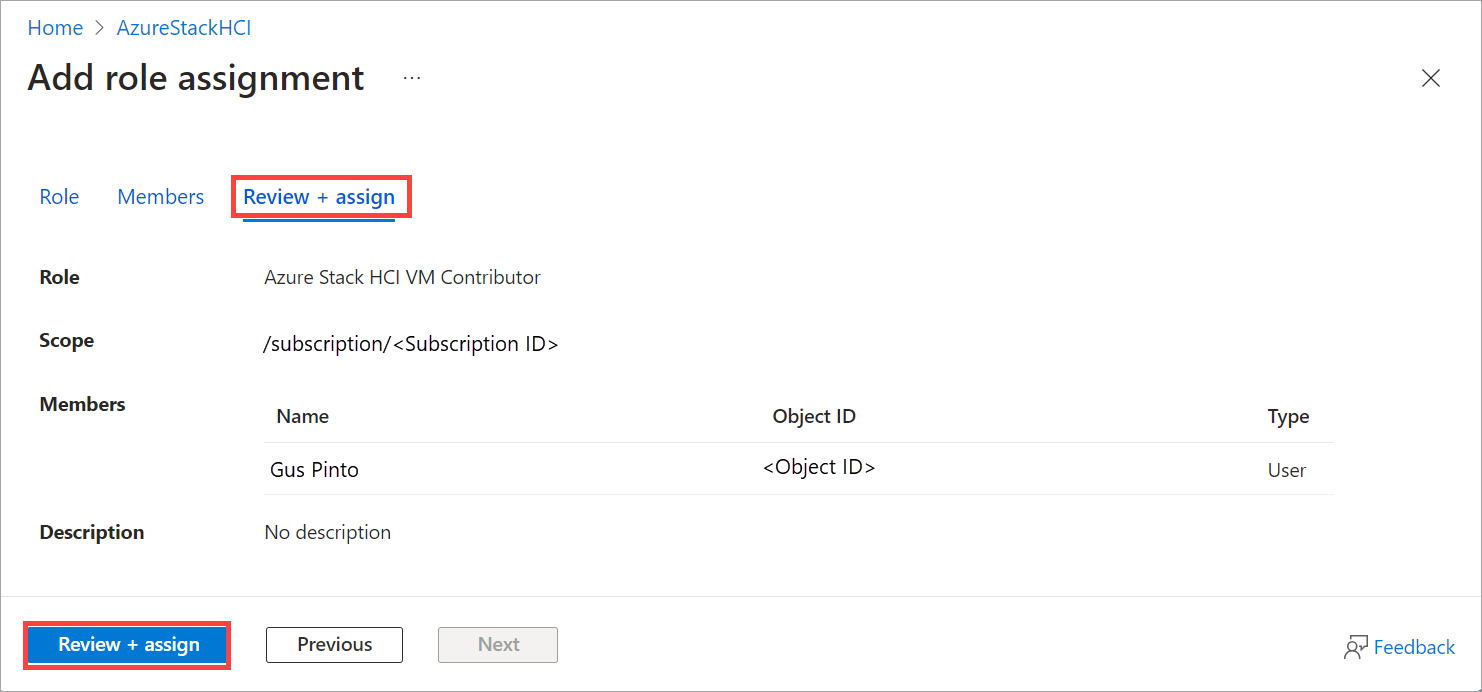 Home > AzureStackHCI
Add role assignment ...
Role Members Review + assign
Role Azure Stack HCI VM Contributor
Scope /subscription/<Subscription ID>
Members
Name Object ID Type
Gus Pinto <Object ID> User
Description No description
Review + assign Previous Next Feedback